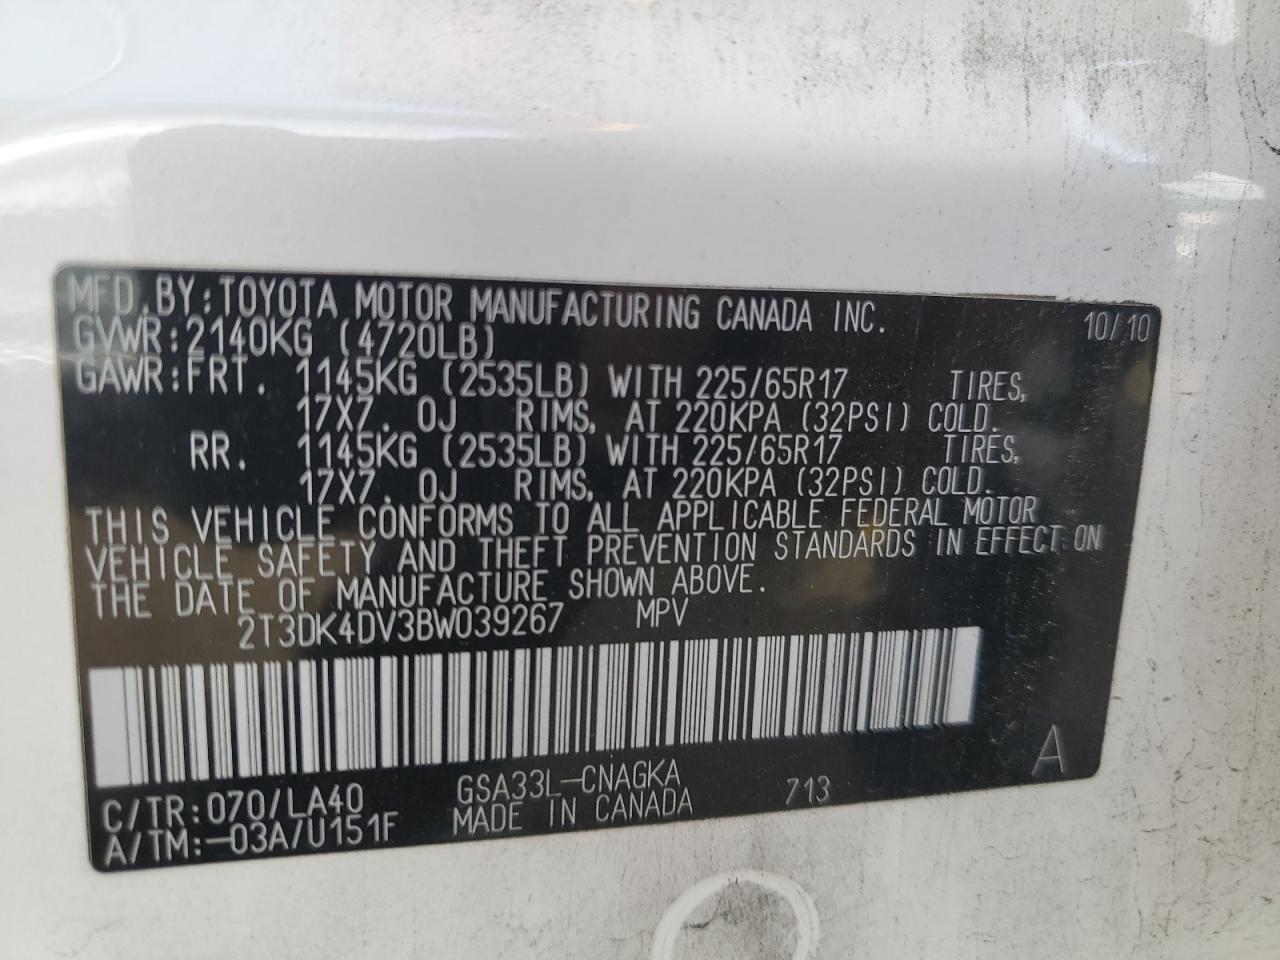 MFD.BY:TOYOTA MOTOR MANUFACTURING CANADA INC. 10/10
GVWR:2140KG (4720LB)
GAWR:FRT. 1145KG (2535LB) WITH 225/65R17 TIRES,
17X7.0J RIMS, AT 220KPA (32PSI) COLD.
RR. 1145KG (2535LB) WITH 225/65R17 TIRES,
17X7.0J RIMS, AT 220KPA (32PSI) COLD.
THIS VEHICLE CONFORMS TO ALL APPLICABLE FEDERAL MOTOR
VEHICLE SAFETY AND THEFT PREVENTION STANDARDS IN EFFECT ON
THE DATE OF MANUFACTURE SHOWN ABOVE.
2T3DK4DV3BW039267 MPV
C/TR:070/LA40 GSA33L-CNAGKA 713 A
A/TM:-03A/U151F MADE IN CANADA